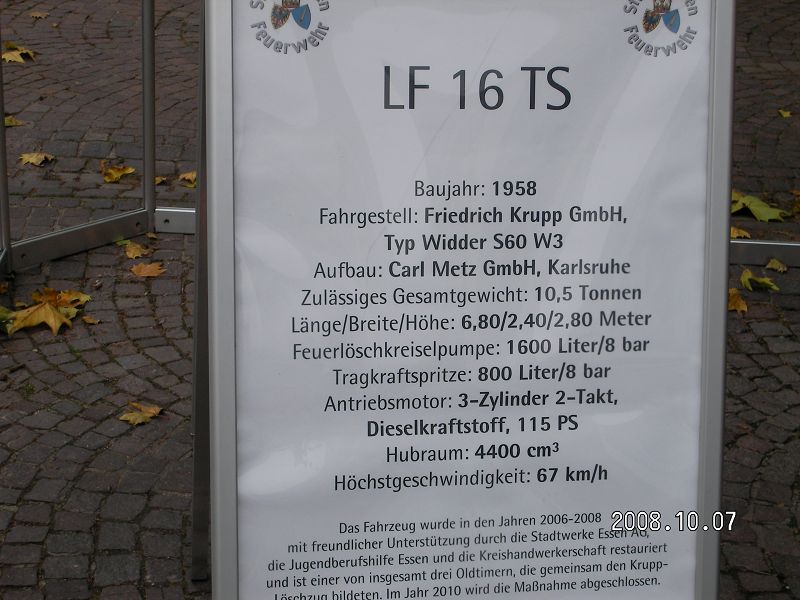 Feuerwehr
Feuerwehr
LF 16 TS
Baujahr: 1958
Fahrgestell: Friedrich Krupp GmbH,
Typ Widder S60 W3
Aufbau: Carl Metz GmbH, Karlsruhe
Zulässiges Gesamtgewicht: 10,5 Tonnen
Länge/Breite/Höhe: 6,80/2,40/2,80 Meter
Feuerlöschkreiselpumpe: 1600 Liter/8 bar
Tragkraftspritze: 800 Liter/8 bar
Antriebsmotor: 3-Zylinder 2-Takt,
Dieselkraftstoff, 115 PS
Hubraum: 4400 cm³
Höchstgeschwindigkeit: 67 km/h
Das Fahrzeug wurde in den Jahren 2006-2008
mit freundlicher Unterstützung durch die Stadtwerke Essen AG,
die Jugendberufshilfe Essen und die Kreishandwerkerschaft restauriert
und ist einer von insgesamt drei Oldtimern, die gemeinsam den Krupp-
Löschzug bildeten. Im Jahr 2010 wird die Maßnahme abgeschlossen.
2008.10.07